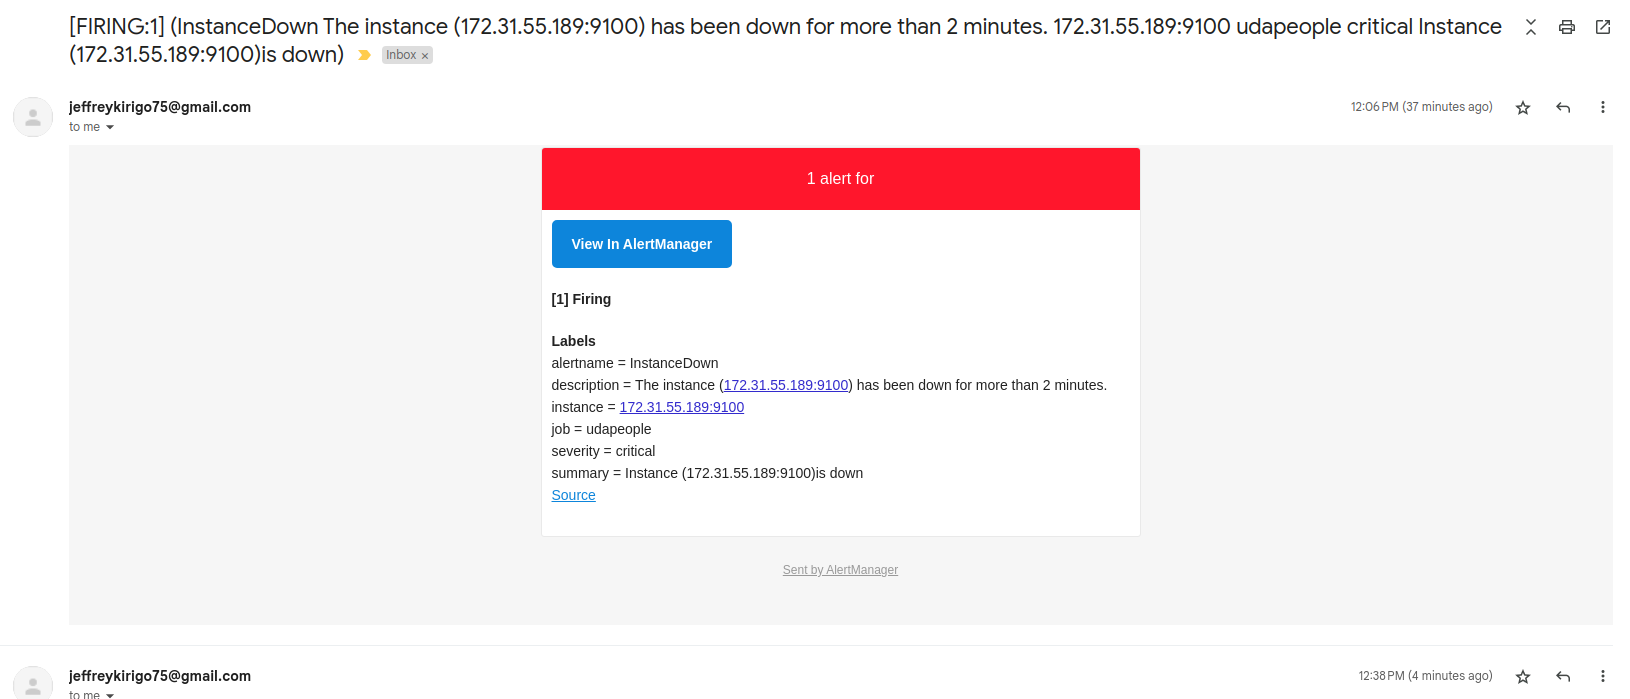 [FIRING:1] (InstanceDown The instance (172.31.55.189:9100) has been down for more than 2 minutes. 172.31.55.189:9100 udapeople critical Instance
(172.31.55.189:9100)is down) Inbox ×
jeffreykirigo75@gmail.com 12:06 PM (37 minutes ago)
to me
1 alert for
View In AlertManager
[1] Firing
Labels
alertname = InstanceDown
description = The instance (172.31.55.189:9100) has been down for more than 2 minutes.
instance = 172.31.55.189:9100
job = udapeople
severity = critical
summary = Instance (172.31.55.189:9100)is down
Source
Sent by AlertManager
jeffreykirigo75@gmail.com 12:38 PM (4 minutes ago)
to me